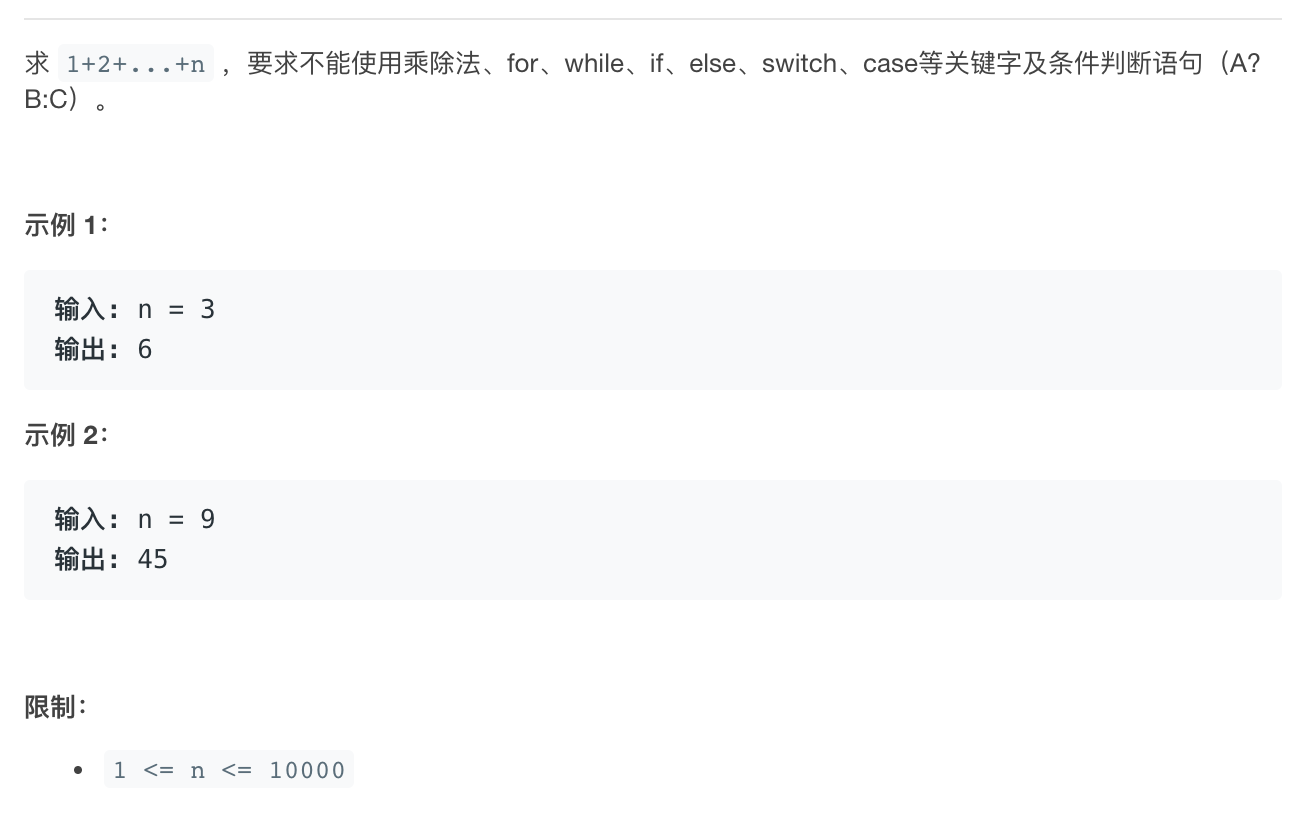 求 1+2+...+n ，要求不能使用乘除法、for、while、if、else、switch、case等关键字及条件判断语句（A?
B:C）。
示例 1：
输入：n = 3
输出：6
示例 2：
输入：n = 9
输出：45
限制：
• 1 <= n <= 10000